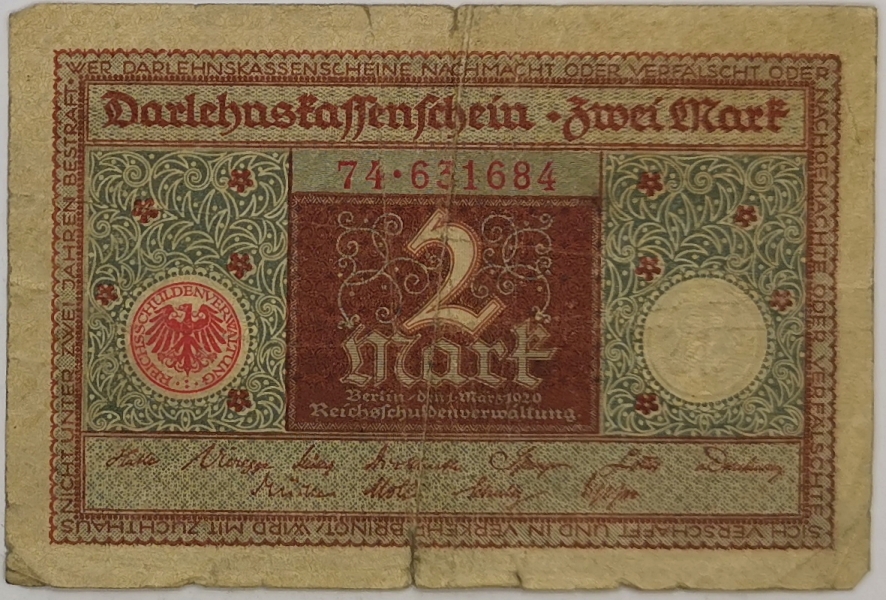 WER DARLEHNSKASSENSCHEINE NACHMACHT ODER VERFÄLSCHT ODER
NACHGEMACHTE ODER VERFÄLSCHTE
SICH VERSCHAFFT UND IN VERKEHR BRINGT, WIRD MIT ZUCHTHAUS
NICHT UNTER ZWEI JAHREN BESTRAFT.
Darlehnskassenschein · Zwei Mark
74·631684
2
Mark
Berlin, den 1. März 1920
Reichsschuldenverwaltung.
REICHSSCHULDENVERWALTUNG